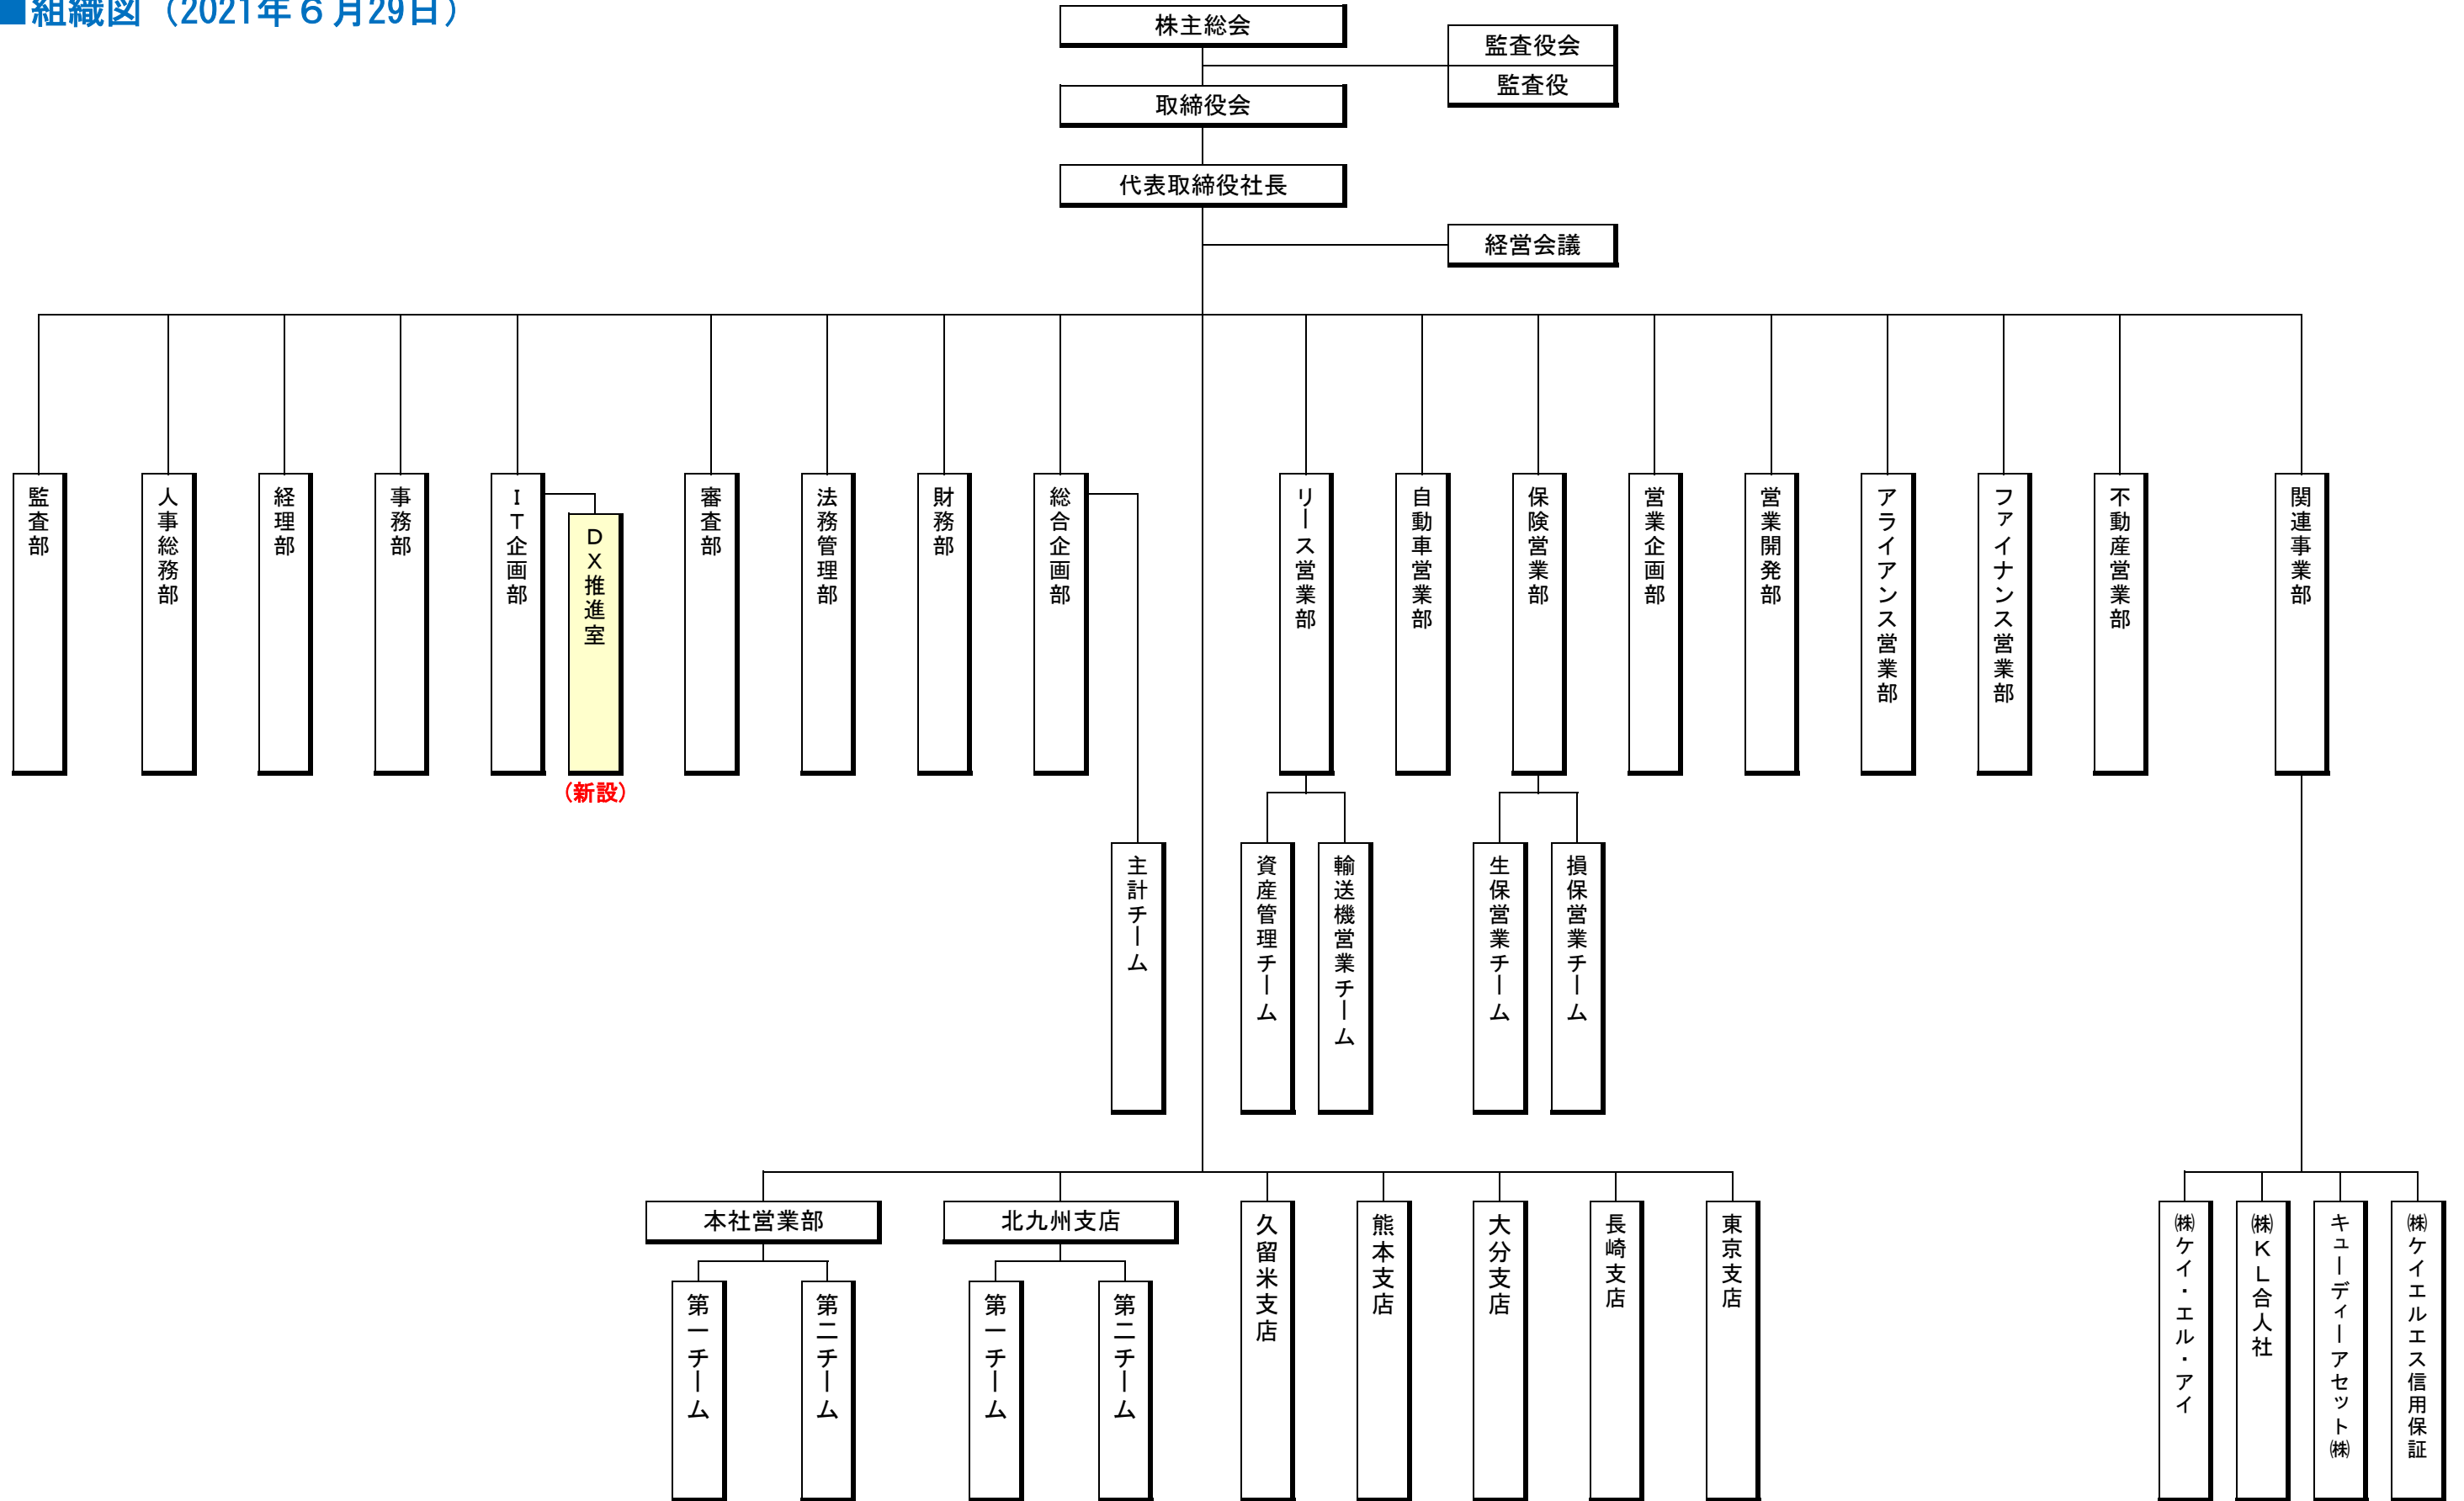 ■組織図（2021年６月29日）
株主総会
監査役会
監査役
取締役会
代表取締役社長
経営会議
監査部
人事総務部
経理部
事務部
ＩＴ企画部
ＤＸ推進室
（新設）
審査部
法務管理部
財務部
総合企画部
リース営業部
自動車営業部
保険営業部
営業企画部
営業開発部
アライアンス営業部
ファイナンス営業部
不動産営業部
関連事業部
主計チーム
資産管理チーム
輸送機営業チーム
生保営業チーム
損保営業チーム
本社営業部
第一チーム
第二チーム
北九州支店
第一チーム
第二チーム
久留米支店
熊本支店
大分支店
長崎支店
東京支店
㈱ケイ・エル・アイ
㈱ＫＬ合人社
キューディーアセット㈱
㈱ケイエルエス信用保証